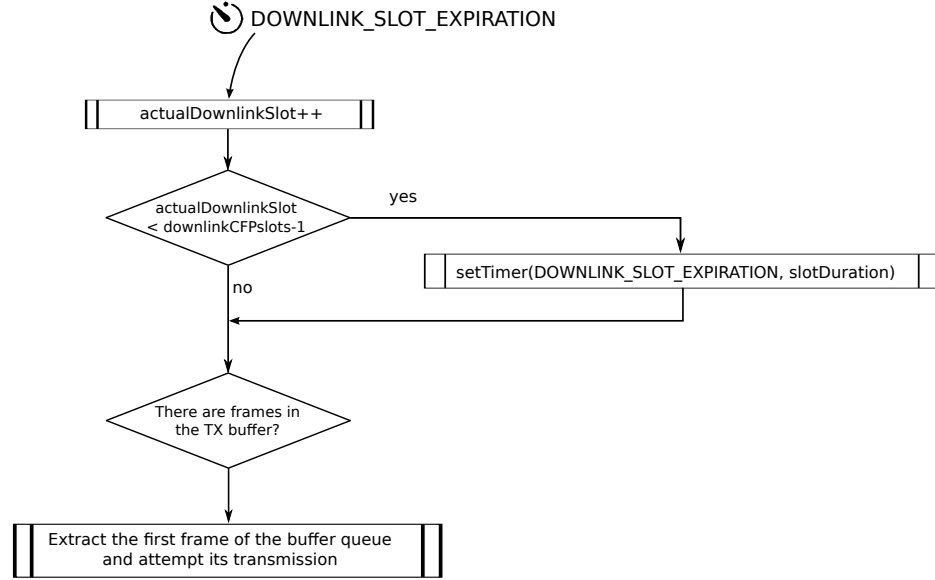 DOWNLINK_SLOT_EXPIRATION
actualDownlinkSlot++
actualDownlinkSlot
< downlinkCFPslots-1
yes
setTimer(DOWNLINK_SLOT_EXPIRATION, slotDuration)
no
There are frames in
the TX buffer?
Extract the first frame of the buffer queue
and attempt its transmission